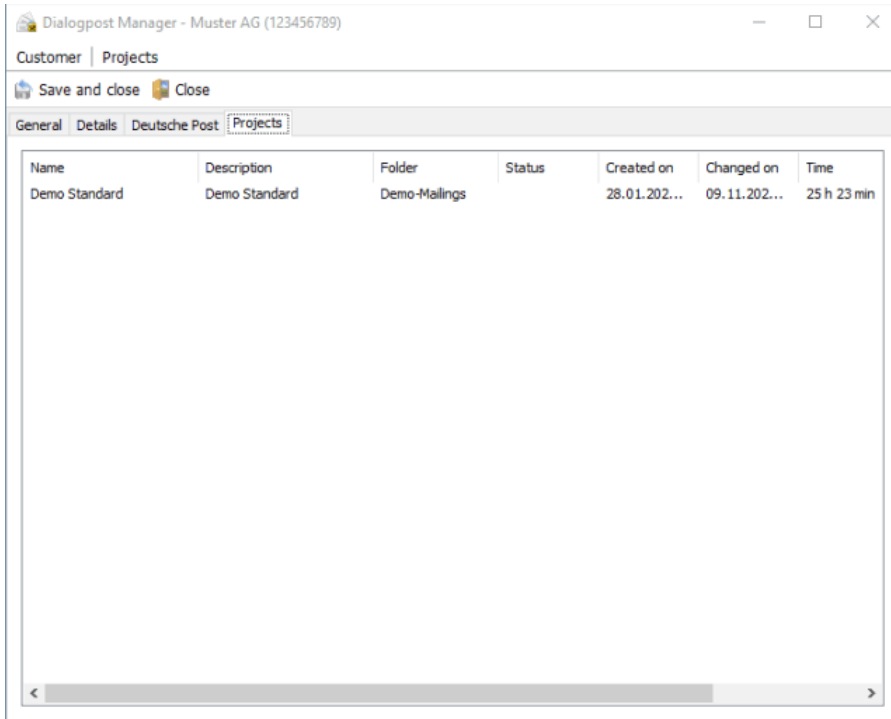 Dialogpost Manager - Muster AG (123456789)
Customer | Projects
Save and close Close
General Details Deutsche Post Projects
Name Description Folder Status Created on Changed on Time
Demo Standard Demo Standard Demo-Mailings 28.01.202... 09.11.202... 25 h 23 min